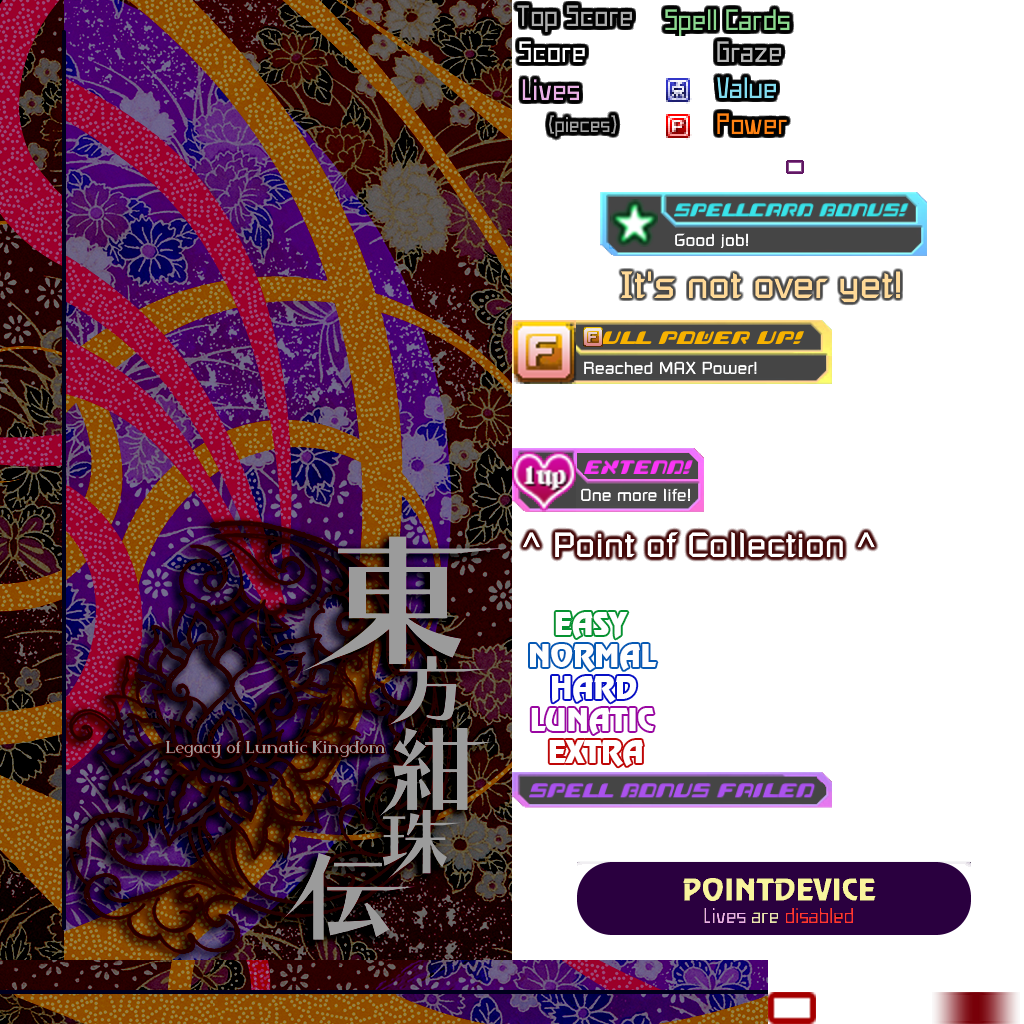 Top Score
Spell Cards
Score
Graze
Lives
Value
(pieces)
P
Power
SPELLCARD BONUS!
Good job!
It's not over yet!
F
FULL POWER UP!
Reached MAX Power!
1up
EXTEND!
One more life!
^ Point of Collection ^
東方紺珠伝
Legacy of Lunatic Kingdom
EASY
NORMAL
HARD
LUNATIC
EXTRA
SPELL BONUS FAILED
POINTDEVICE
Lives are disabled